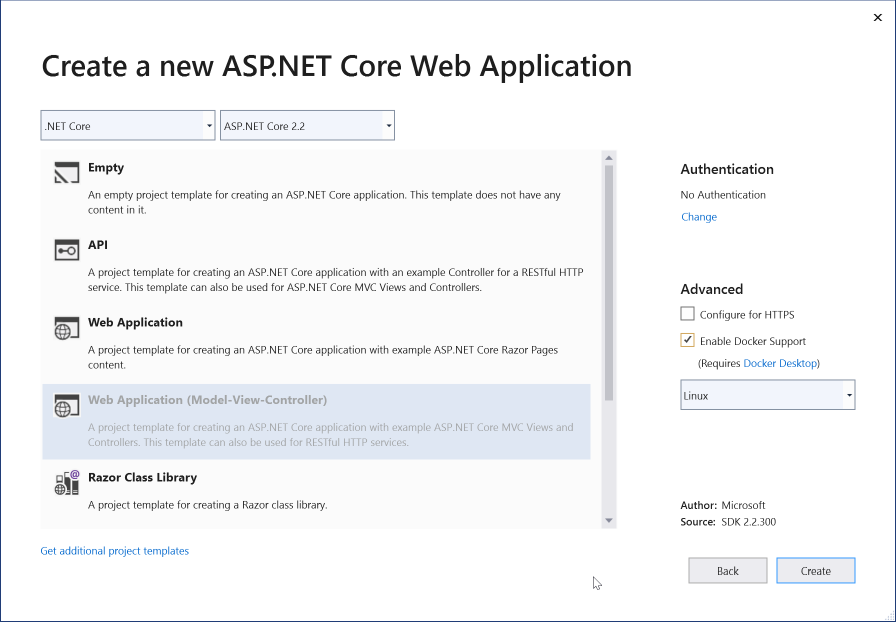 Create a new ASP.NET Core Web Application
.NET Core
ASP.NET Core 2.2
Empty
An empty project template for creating an ASP.NET Core application. This template does not have any
content in it.
API
A project template for creating an ASP.NET Core application with an example Controller for a RESTful HTTP
service. This template can also be used for ASP.NET Core MVC Views and Controllers.
Web Application
A project template for creating an ASP.NET Core application with example ASP.NET Core Razor Pages
content.
Web Application (Model-View-Controller)
A project template for creating an ASP.NET Core application with example ASP.NET Core MVC Views and
Controllers. This template can also be used for RESTful HTTP services.
Razor Class Library
A project template for creating a Razor class library.
Get additional project templates
Authentication
No Authentication
Change
Advanced
Configure for HTTPS
Enable Docker Support
(Requires Docker Desktop)
Linux
Author: Microsoft
Source: SDK 2.2.300
Back
Create